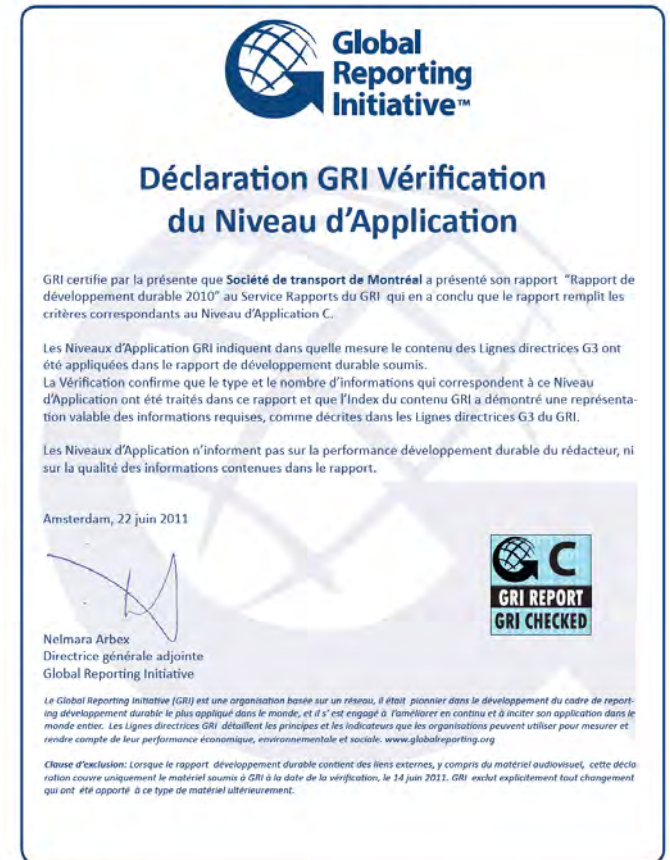 Global
Reporting
Initiative™
Déclaration GRI Vérification
du Niveau d'Application
GRI certifie par la présente que Société de transport de Montréal a présenté son rapport "Rapport de
développement durable 2010" au Service Rapports du GRI qui en a conclu que le rapport remplit les
critères correspondants au Niveau d'Application C.
Les Niveaux d'Application GRI indiquent dans quelle mesure le contenu des Lignes directrices G3 ont
été appliquées dans le rapport de développement durable soumis.
La Vérification confirme que le type et le nombre d'informations qui correspondent à ce Niveau
d'Application ont été traités dans ce rapport et que l'Index du contenu GRI a démontré une représenta-
tion valable des informations requises, comme décrites dans les Lignes directrices G3 du GRI.
Les Niveaux d'Application n'informent pas sur la performance développement durable du rédacteur, ni
sur la qualité des informations contenues dans le rapport.
Amsterdam, 22 juin 2011
C
GRI REPORT
GRI CHECKED
Nelmara Arbex
Directrice générale adjointe
Global Reporting Initiative
Le Global Reporting Initiative (GRI) est une organisation basée sur un réseau, il était pionnier dans le développement du cadre de report-
ing développement durable le plus appliqué dans le monde, et il s' est engagé à l'améliorer en continu et à inciter son application dans le
monde entier. Les Lignes directrices GRI détaillent les principes et les indicateurs que les organisations peuvent utiliser pour mesurer et
rendre compte de leur performance économique, environnementale et sociale. www.globalreporting.org
Clause d'exclusion: Lorsque le rapport développement durable contient des liens externes, y compris du matériel audiovisuel, cette décla
ration couvre uniquement le matériel soumis à GRI à la date de la vérification, le 14 juin 2011. GRI exclut explicitement tout changement
qui ont été apporté à ce type de matériel ultérieurement.